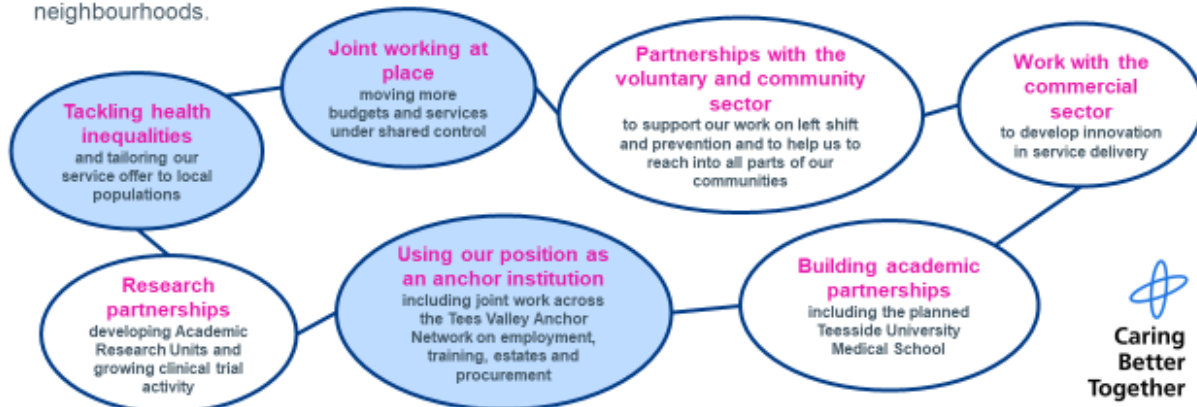 neighbourhoods.
Joint working at
place
moving more
budgets and services
under shared control
Partnerships with the
voluntary and community
sector
to support our work on left shift
and prevention and to help us to
reach into all parts of our
communities
Work with the
commercial
sector
to develop innovation
in service delivery
Tackling health
inequalities
and tailoring our
service offer to local
populations
Research
partnerships
developing Academic
Research Units and
growing clinical trial
activity
Using our position as
an anchor institution
including joint work across
the Tees Valley Anchor
Network on employment,
training, estates and
procurement
Building academic
partnerships
including the planned
Teesside University
Medical School
Caring
Better
Together